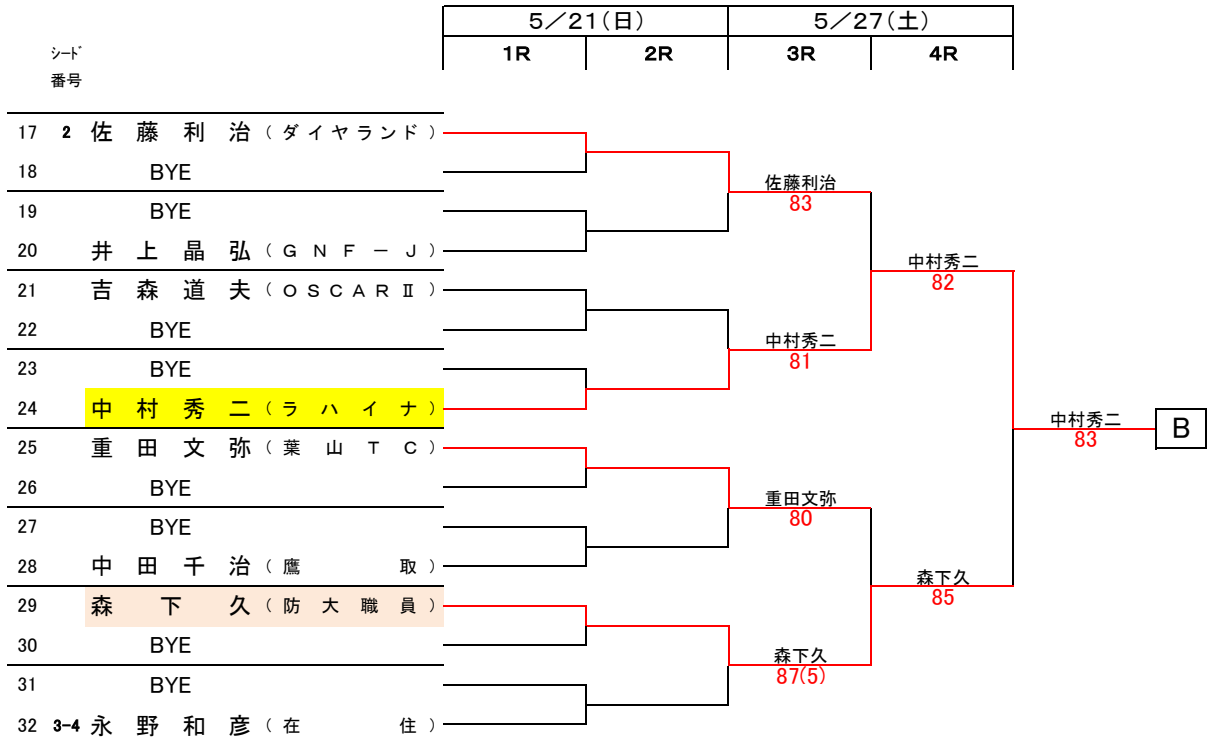 5／21(日) 5／27(土)
ｼｰﾄﾞ 1R 2R 3R 4R
番号
17 2 佐藤利治（ダイヤランド）
18 BYE
佐藤利治
83
19 BYE
20 井上晶弘（GNF－J）
中村秀二
82
21 吉森道夫（OSCARⅡ）
22 BYE
中村秀二
81
23 BYE
24 中村秀二（ラハイナ）
中村秀二
83
B
25 重田文弥（葉山TC）
26 BYE
重田文弥
80
27 BYE
28 中田千治（鷹取）
森下久
85
29 森下久（防大職員）
30 BYE
森下久
87(5)
31 BYE
32 3-4 永野和彦（在住）